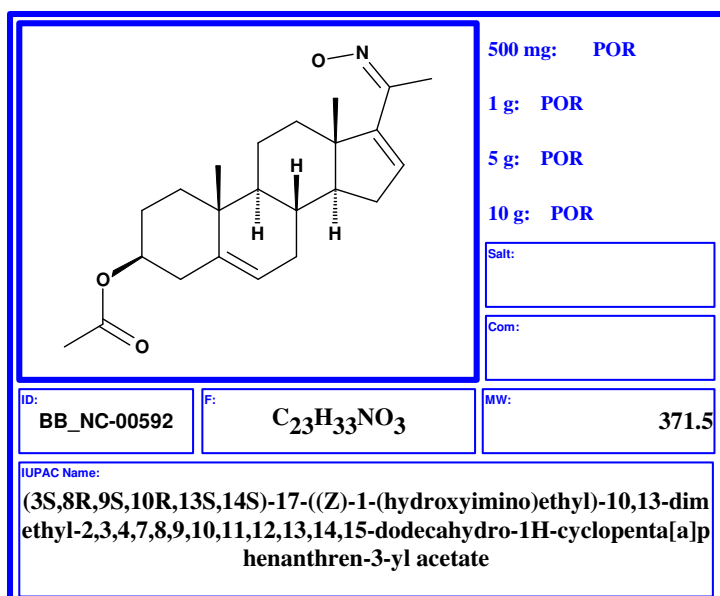 O N
H
H H
O
O
500 mg: POR
1 g: POR
5 g: POR
10 g: POR
Salt:
Com:
ID:
BB_NC-00592
F:
C23H33NO3
MW:
371.5
IUPAC Name:
(3S,8R,9S,10R,13S,14S)-17-((Z)-1-(hydroxyimino)ethyl)-10,13-dim
ethyl-2,3,4,7,8,9,10,11,12,13,14,15-dodecahydro-1H-cyclopenta[a]p
henanthren-3-yl acetate